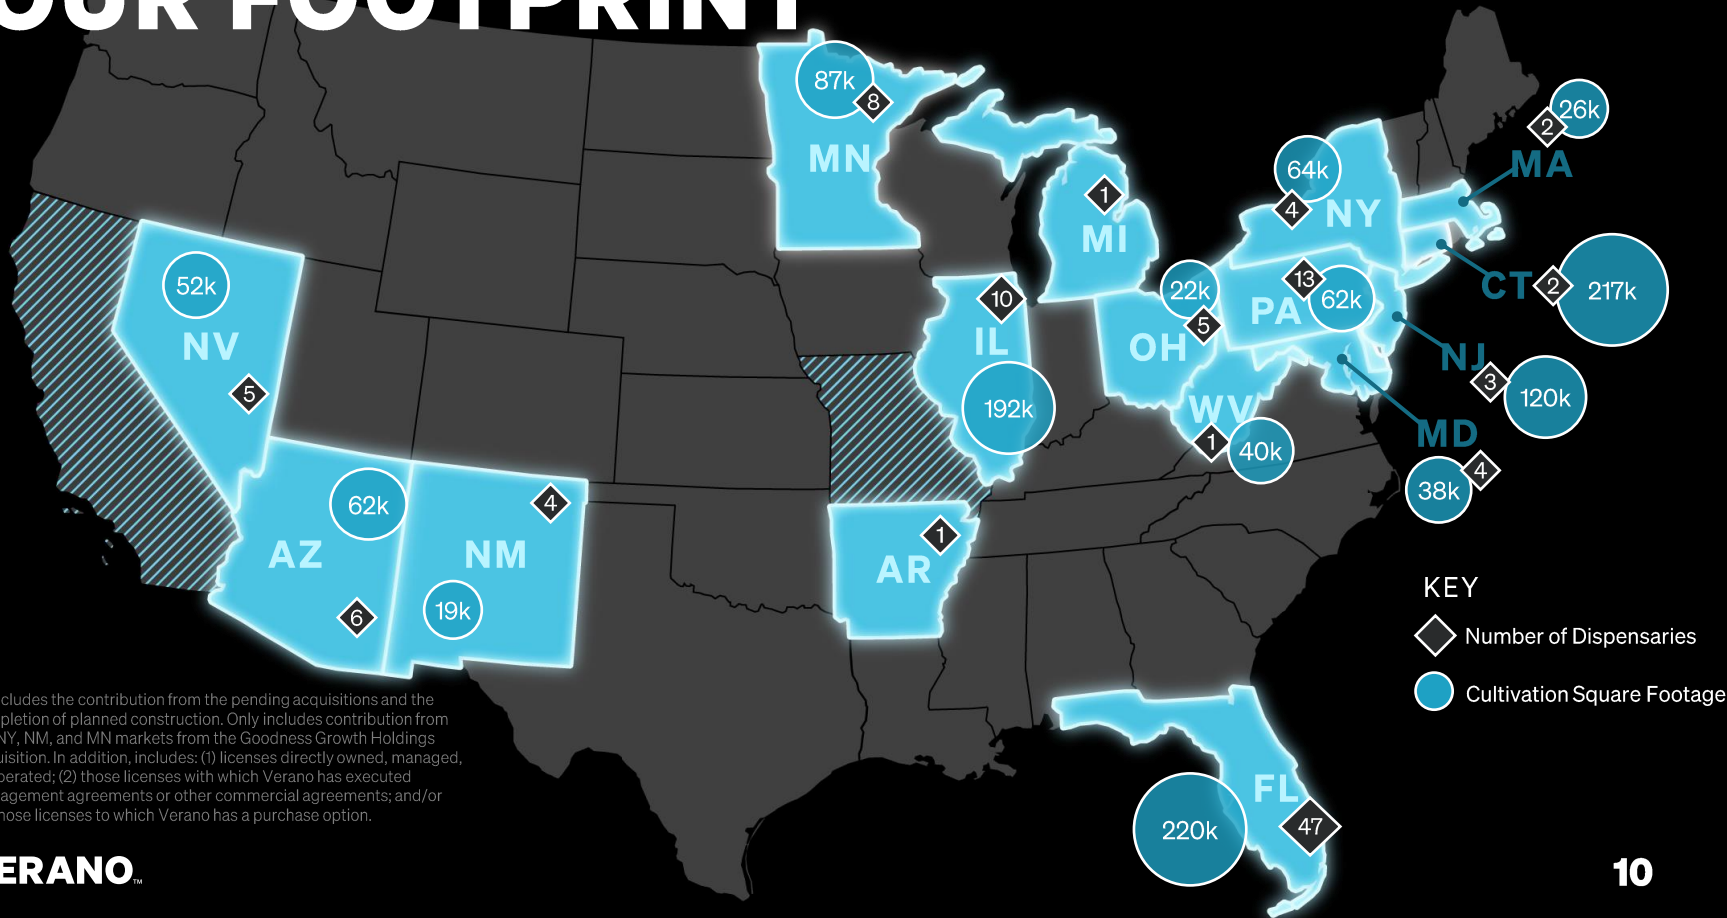 OUR FOOTPRINT
87k
8
MN
26k
2
MA
64k
4
NY
1
MI
52k
NV
5
10
IL
192k
22k
5
OH
13
62k
PA
CT
2
217k
NJ
3
120k
WV
1
40k
MD
38k
4
62k
AZ
6
4
NM
19k
1
AR
FL
47
220k
KEY
Number of Dispensaries
Cultivation Square Footage
cludes the contribution from the pending acquisitions and the
pletion of planned construction. Only includes contribution from
NY, NM, and MN markets from the Goodness Growth Holdings
uisition. In addition, includes: (1) licenses directly owned, managed,
perated; (2) those licenses with which Verano has executed
agement agreements or other commercial agreements; and/or
hose licenses to which Verano has a purchase option.
ERANO™
10